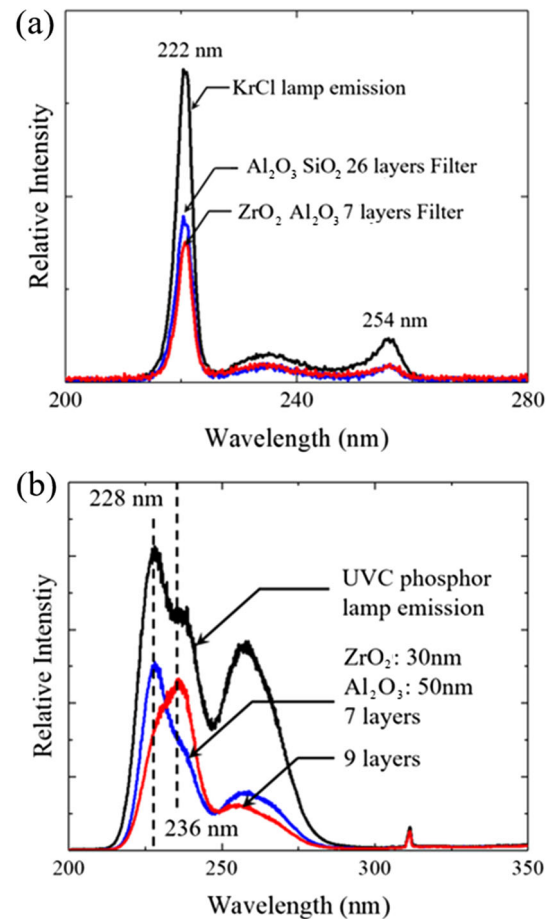 (a)
222 nm
KrCl lamp emission
Al₂O₃ SiO₂ 26 layers Filter
ZrO₂ Al₂O₃ 7 layers Filter
254 nm
Relative Intensity
200 240 280
Wavelength (nm)
(b)
228 nm
UVC phosphor
lamp emission
ZrO₂: 30nm
Al₂O₃: 50nm
7 layers
9 layers
236 nm
Relative Intenstiy
200 250 300 350
Wavelength (nm)